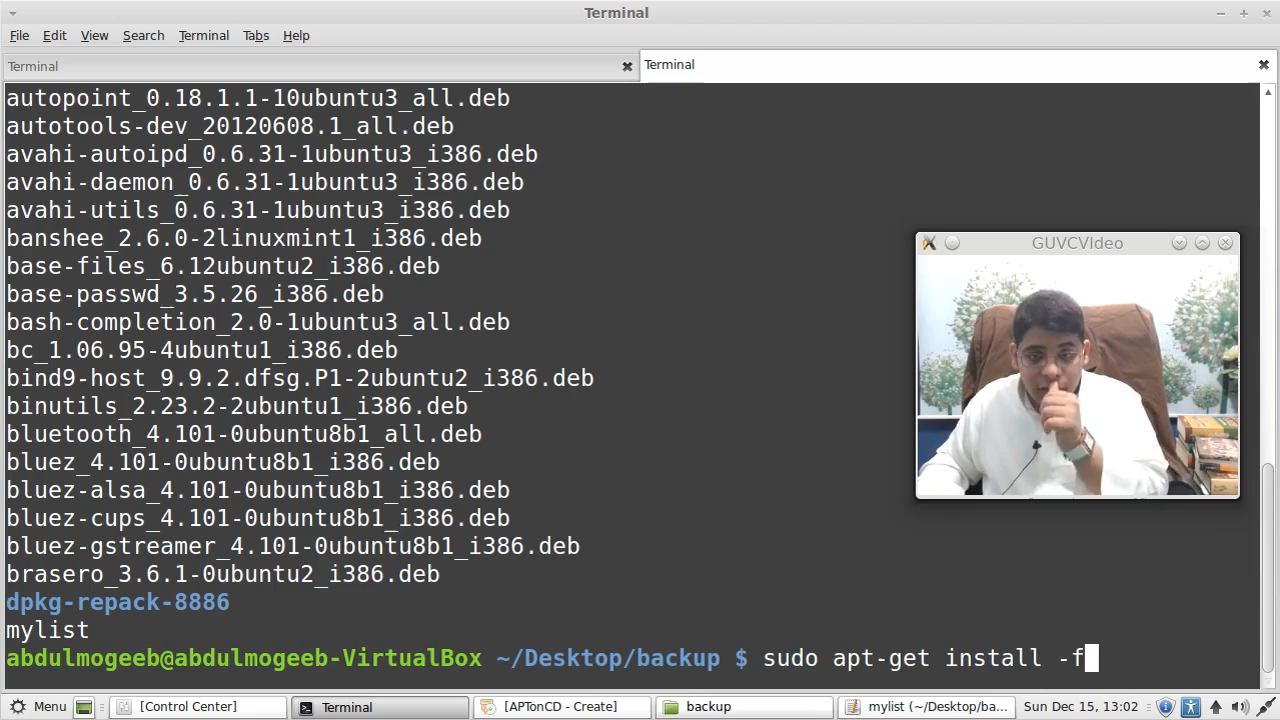 Terminal
File Edit View Search Terminal Tabs Help
Terminal Terminal
autopoint_0.18.1.1-10ubuntu3_all.deb
autotools-dev_20120608.1_all.deb
avahi-autoipd_0.6.31-1ubuntu3_i386.deb
avahi-daemon_0.6.31-1ubuntu3_i386.deb
avahi-utils_0.6.31-1ubuntu3_i386.deb
banshee_2.6.0-2linuxmint1_i386.deb
GUVCVIdeo
base-files_6.12ubuntu2_i386.deb
base-passwd_3.5.26_i386.deb
bash-completion_2.0-1ubuntu3_all.deb
bc_1.06.95-4ubuntu1_i386.deb
bind9-host_9.9.2.dfsg.P1-2ubuntu2_i386.deb
binutils_2.23.2-2ubuntu1_i386.deb
bluetooth_4.101-0ubuntu8b1_all.deb
bluez_4.101-0ubuntu8b1_i386.deb
bluez-alsa_4.101-0ubuntu8b1_i386.deb
bluez-cups_4.101-0ubuntu8b1_i386.deb
bluez-gstreamer_4.101-0ubuntu8b1_i386.deb
brasero_3.6.1-0ubuntu2_i386.deb
dpkg-repack-8886
mylist
abdulmogeeb@abdulmogeeb-VirtualBox ~/Desktop/backup $ sudo apt-get install -f
Menu [Control Center] Terminal [APTonCD - Create] backup mylist (~/Desktop/ba... Sun Dec 15, 13:02